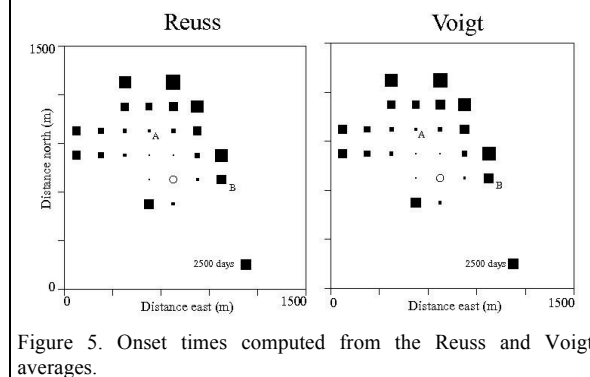 Reuss
Voigt
1500
Distance north (m)
A
B
2500 days
0
0
Distance east (m)
1500
A
B
2500 days
0
Distance east (m)
1500
Figure 5. Onset times computed from the Reuss and Voigt
averages.